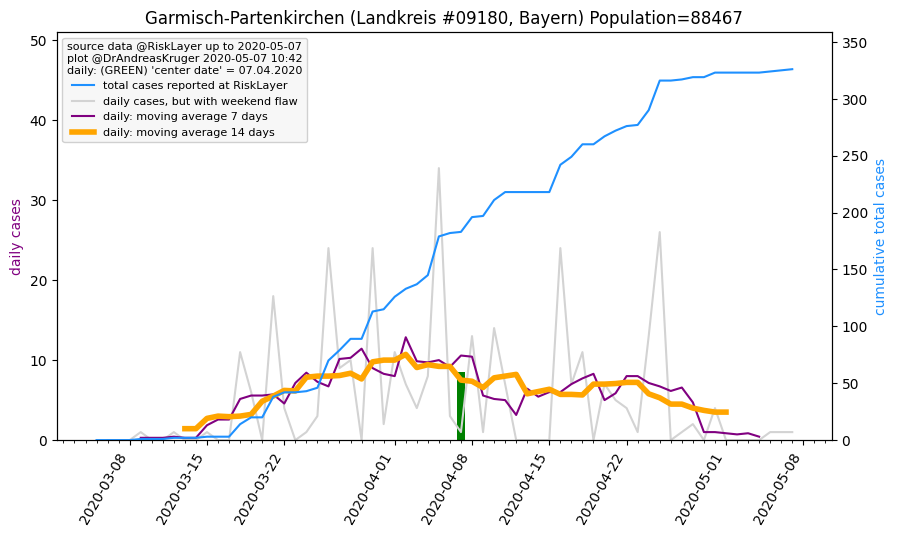 Garmisch-Partenkirchen (Landkreis #09180, Bayern) Population=88467
source data @RiskLayer up to 2020-05-07
plot @DrAndreasKruger 2020-05-07 10:42
daily: (GREEN) 'center date' = 07.04.2020
total cases reported at RiskLayer
daily cases, but with weekend flaw
daily: moving average 7 days
daily: moving average 14 days
daily cases
50
40
30
20
10
0
cumulative total cases
350
300
250
200
150
100
50
0
2020-03-08
2020-03-15
2020-03-22
2020-04-01
2020-04-08
2020-04-15
2020-04-22
2020-05-01
2020-05-08